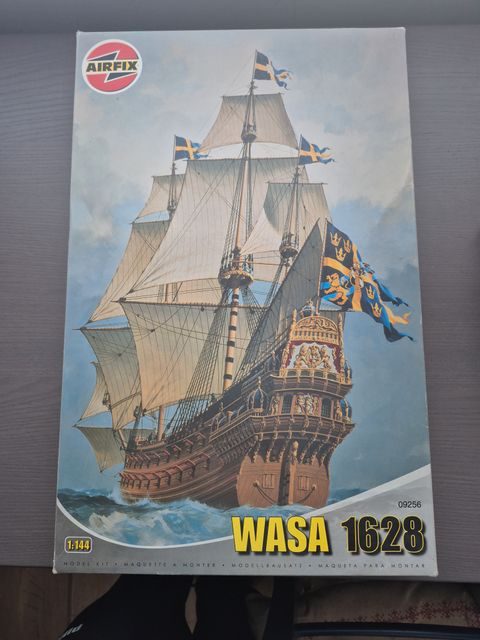 AIRFIX
09256
WASA 1628
1:144
MODEL KIT • MAQUETTE A MONTER • MODELLBAUSATZ • MAQUETA PARA MONTAR